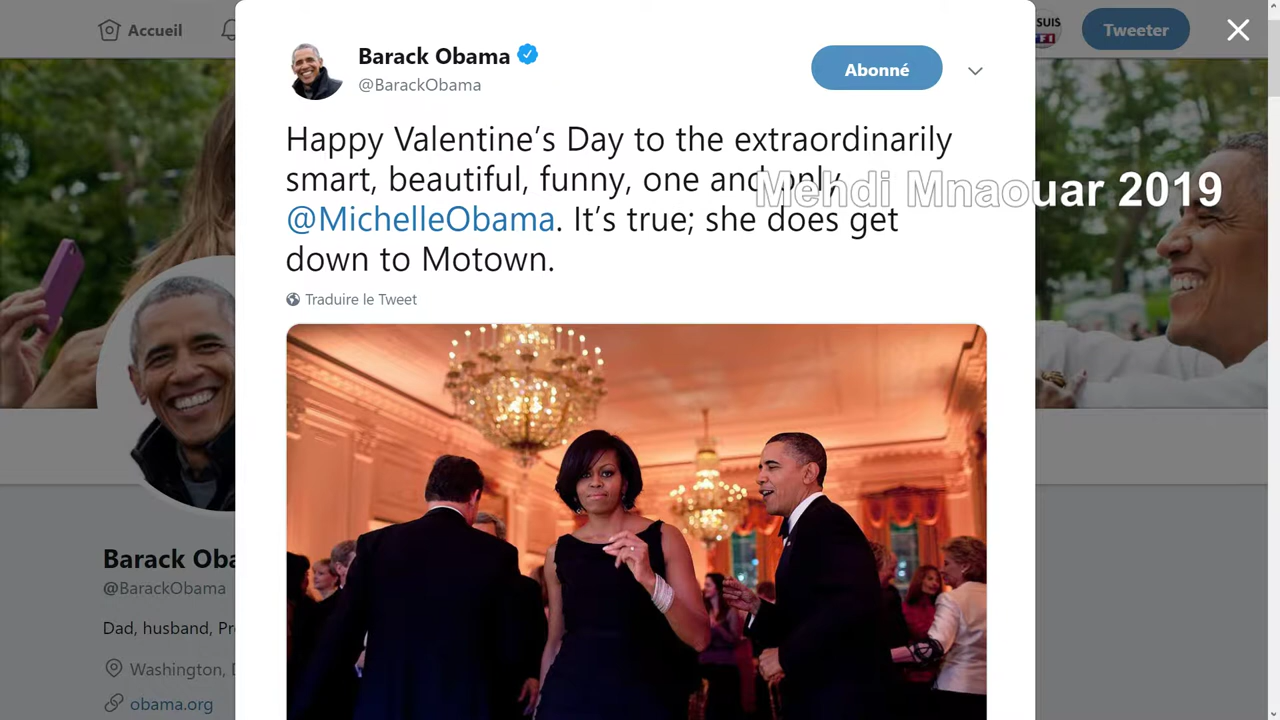 Accueil
SUIS
TF1
Tweeter
Barack Obama
@BarackObama
Abonné
Happy Valentine’s Day to the extraordinarily
smart, beautiful, funny, one and only
@MichelleObama. It’s true; she does get
down to Motown.
Mehdi Mnaouar 2019
Traduire le Tweet
Barack Oba
@BarackObama
Dad, husband, Pr
Washington,
obama.org